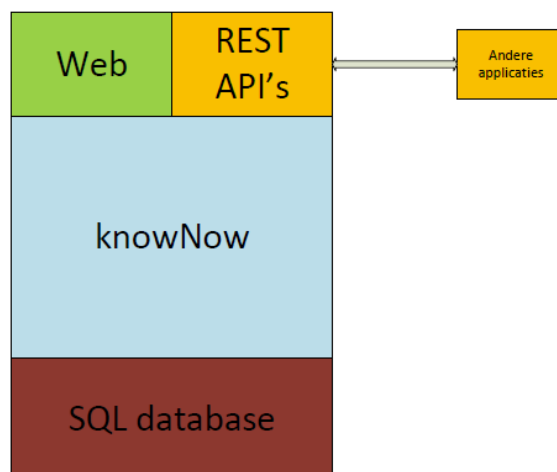 Web
REST
API's
Andere
applicaties
knowNow
SQL database